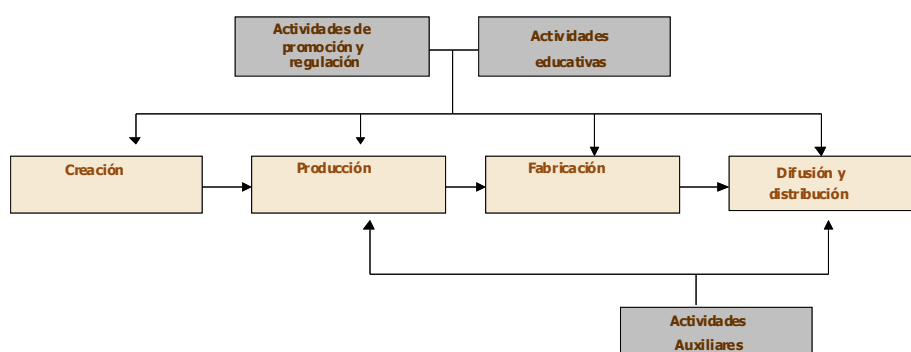 Actividades de
promoción y
regulación
Actividades
educativas
Creación
Producción
Fabricación
Difusión y
distribución
Actividades
Auxiliares